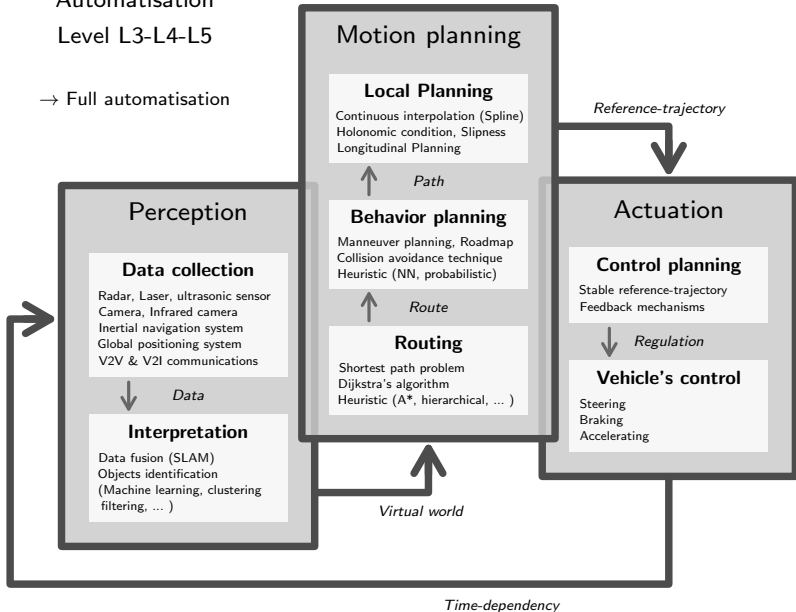 Automatisation
Level L3-L4-L5
→ Full automatisation
Perception
Data collection
Radar, Laser, ultrasonic sensor
Camera, Infrared camera
Inertial navigation system
Global positioning system
V2V & V2I communications
Data
Interpretation
Data fusion (SLAM)
Objects identification
(Machine learning, clustering
filtering, ... )
Virtual world
Motion planning
Local Planning
Continuous interpolation (Spline)
Holonomic condition, Slipness
Longitudinal Planning
Path
Behavior planning
Manneuver planning, Roadmap
Collision avoidance technique
Heuristic (NN, probabilistic)
Route
Routing
Shortest path problem
Dijkstra's algorithm
Heuristic (A*, hierarchical, ... )
Reference-trajectory
Actuation
Control planning
Stable reference-trajectory
Feedback mechanisms
Regulation
Vehicle's control
Steering
Braking
Accelerating
Time-dependency